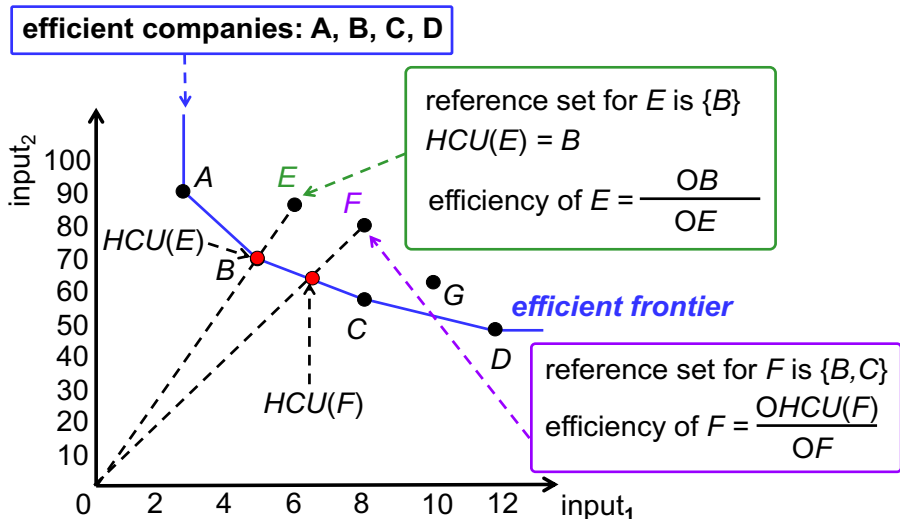 efficient companies: A, B, C, D
reference set for E is {B}
HCU(E) = B
efficiency of E = OB
OE
input2
100
90
80
70
60
50
40
30
20
10
A
E
F
HCU(E)
B
G
C
D
efficient frontier
HCU(F)
reference set for F is {B,C}
efficiency of F = OHCU(F)
OF
0
2
4
6
8
10
12
input1